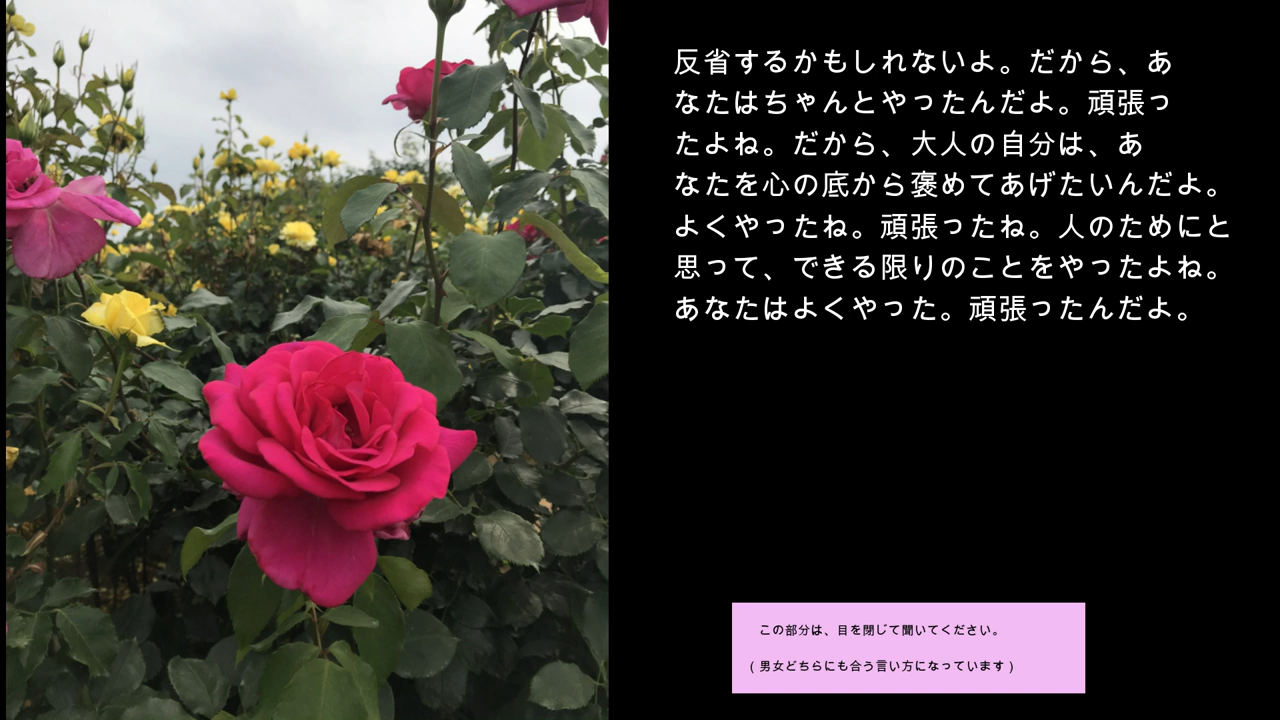 反省するかもしれないよ。だから、あ
なたはちゃんとやったんだよ。頑張っ
たよね。だから、大人の自分は、あ
なたを心の底から褒めてあげたいんだよ。
よくやったね。頑張ったね。人のためにと
思って、できる限りのことをやったよね。
あなたはよくやった。頑張ったんだよ。
この部分は、目を閉じて聞いてください。
(男女どちらにも合う言い方になっています)